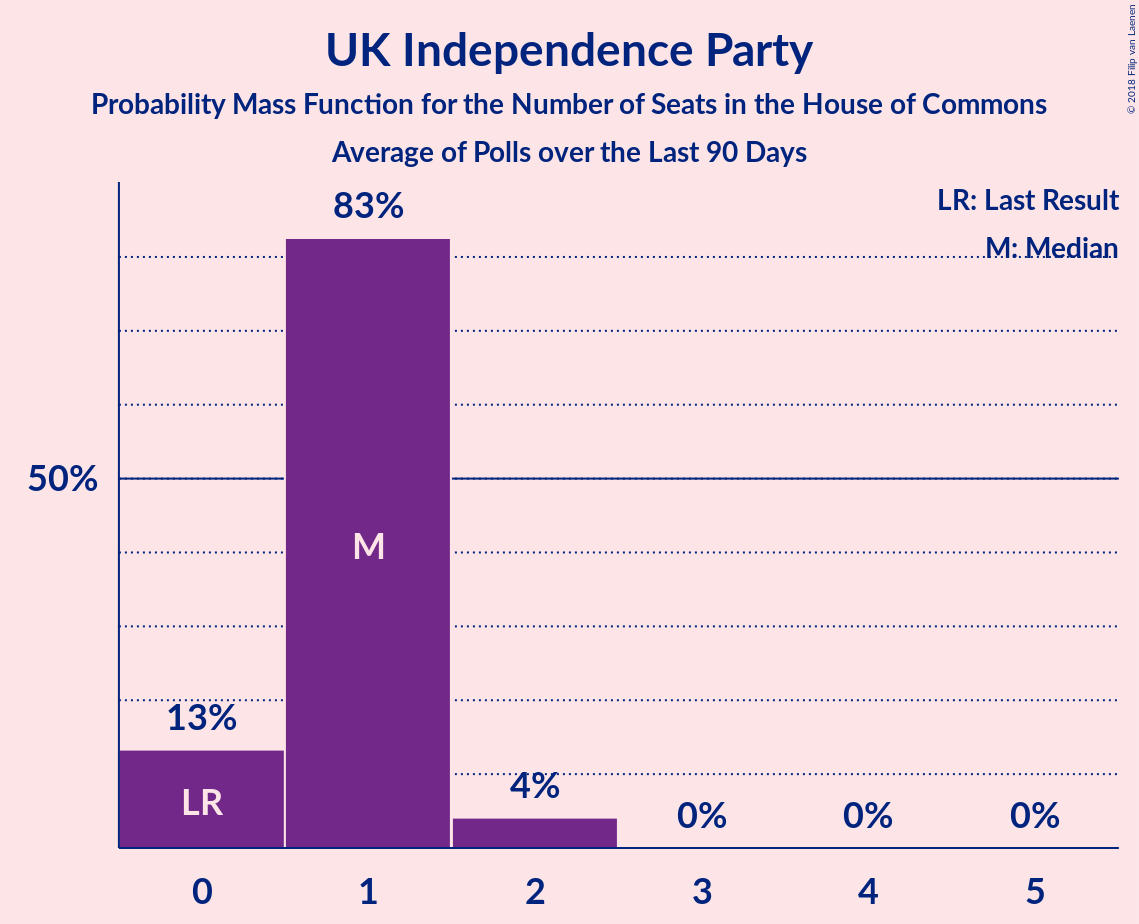 UK Independence Party
Probability Mass Function for the Number of Seats in the House of Commons
Average of Polls over the Last 90 Days
© 2018 Filip van Laenen
LR: Last Result
M: Median
83%
50%
M
13%
LR
4%
0%
0%
0%
0
1
2
3
4
5